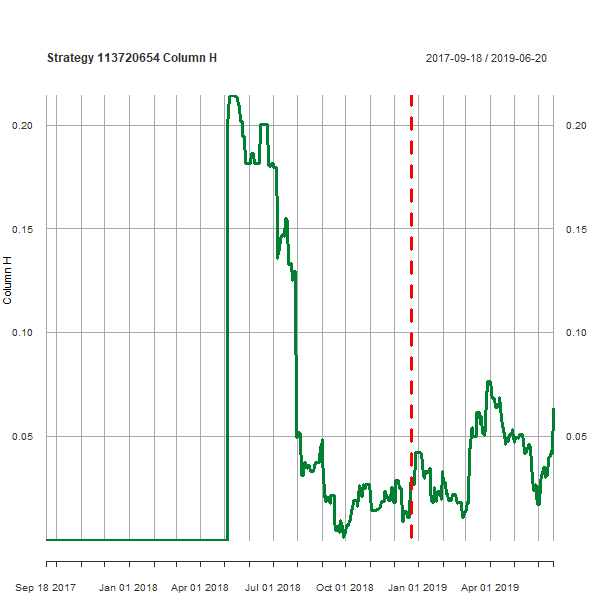 Strategy 113720654 Column H
2017-09-18 / 2019-06-20
0.20
0.20
0.15
0.15
Column H
0.10
0.10
0.05
0.05
Sep 18 2017
Jan 01 2018
Apr 01 2018
Jul 01 2018
Oct 01 2018
Jan 01 2019
Apr 01 2019